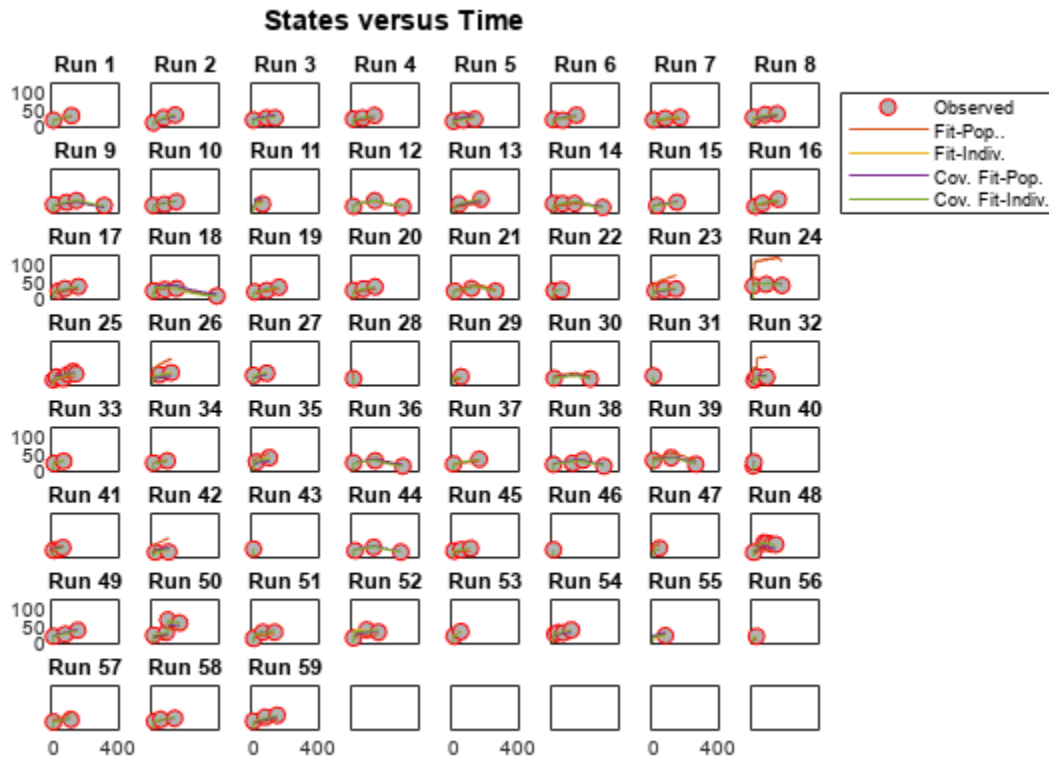 States versus Time
Run 1 Run 2 Run 3 Run 4 Run 5 Run 6 Run 7 Run 8
100
50
0
Observed
Fit-Pop..
Fit-Indiv.
Cov. Fit-Pop.
Cov. Fit-Indiv.
Run 9 Run 10 Run 11 Run 12 Run 13 Run 14 Run 15 Run 16
Run 17 Run 18 Run 19 Run 20 Run 21 Run 22 Run 23 Run 24
100
50
0
Run 25 Run 26 Run 27 Run 28 Run 29 Run 30 Run 31 Run 32
Run 33 Run 34 Run 35 Run 36 Run 37 Run 38 Run 39 Run 40
100
50
0
Run 41 Run 42 Run 43 Run 44 Run 45 Run 46 Run 47 Run 48
Run 49 Run 50 Run 51 Run 52 Run 53 Run 54 Run 55 Run 56
100
50
0
Run 57 Run 58 Run 59
0 400 0 400 0 400 0 400